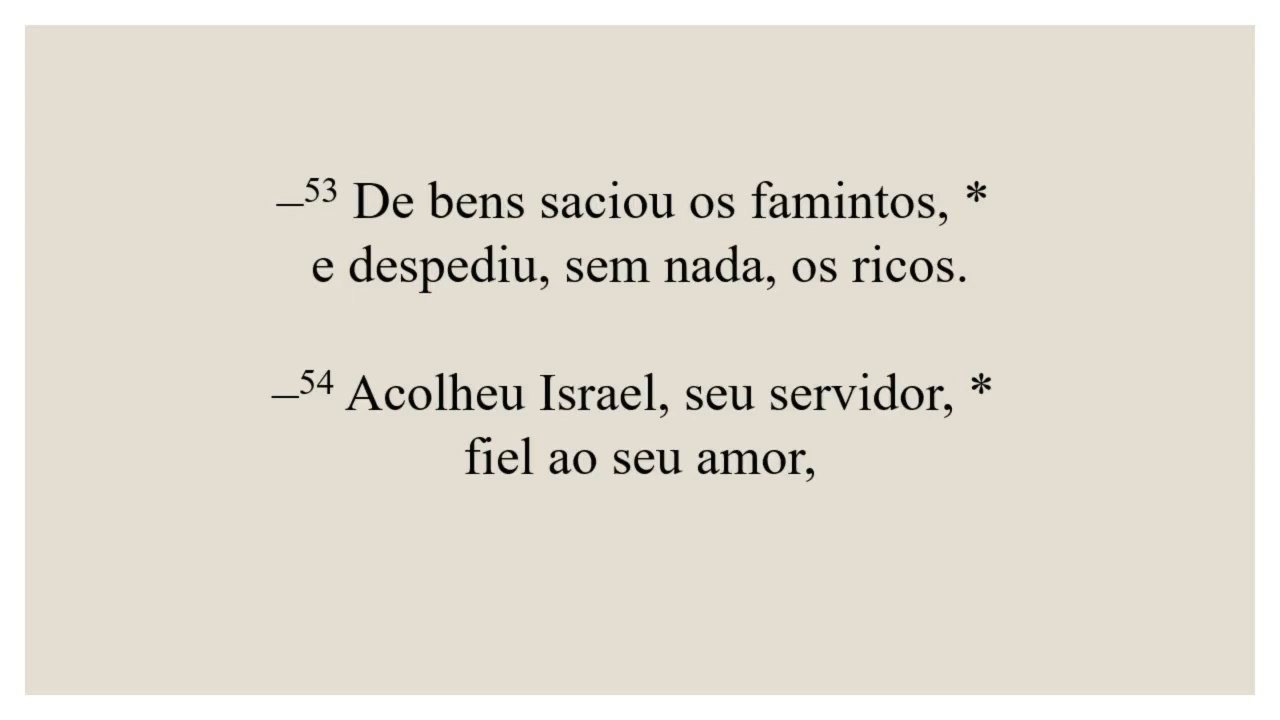 –53 De bens saciou os famintos, *
e despediu, sem nada, os ricos.
–54 Acolheu Israel, seu servidor, *
fiel ao seu amor,